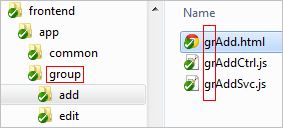 frontend
app
common
group
add
edit
Name
grAdd.html
grAddCtrl.js
grAddSvc.js